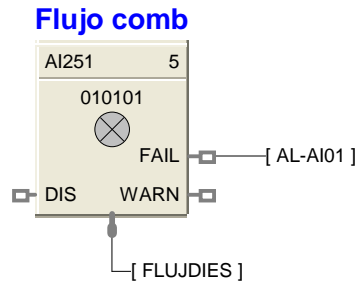 Flujo comb
AI251 5
010101
FAIL [ AL-AI01 ]
DIS WARN
[ FLUJDIES ]